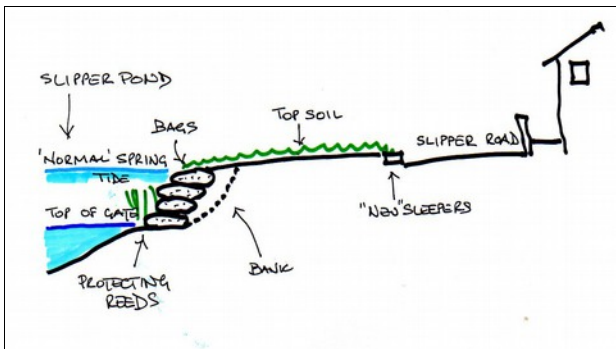 SLIPPER POND
BAGS
TOP SOIL
SLIPPER ROAD
'NORMAL' SPRING
TIDE
TOP OF GATE
"NEW" SLEEPERS
PROTECTING
REEDS
BANK